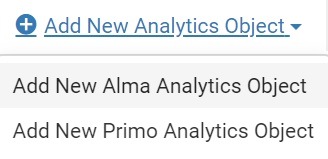 Add New Analytics Object
Add New Alma Analytics Object
Add New Primo Analytics Object